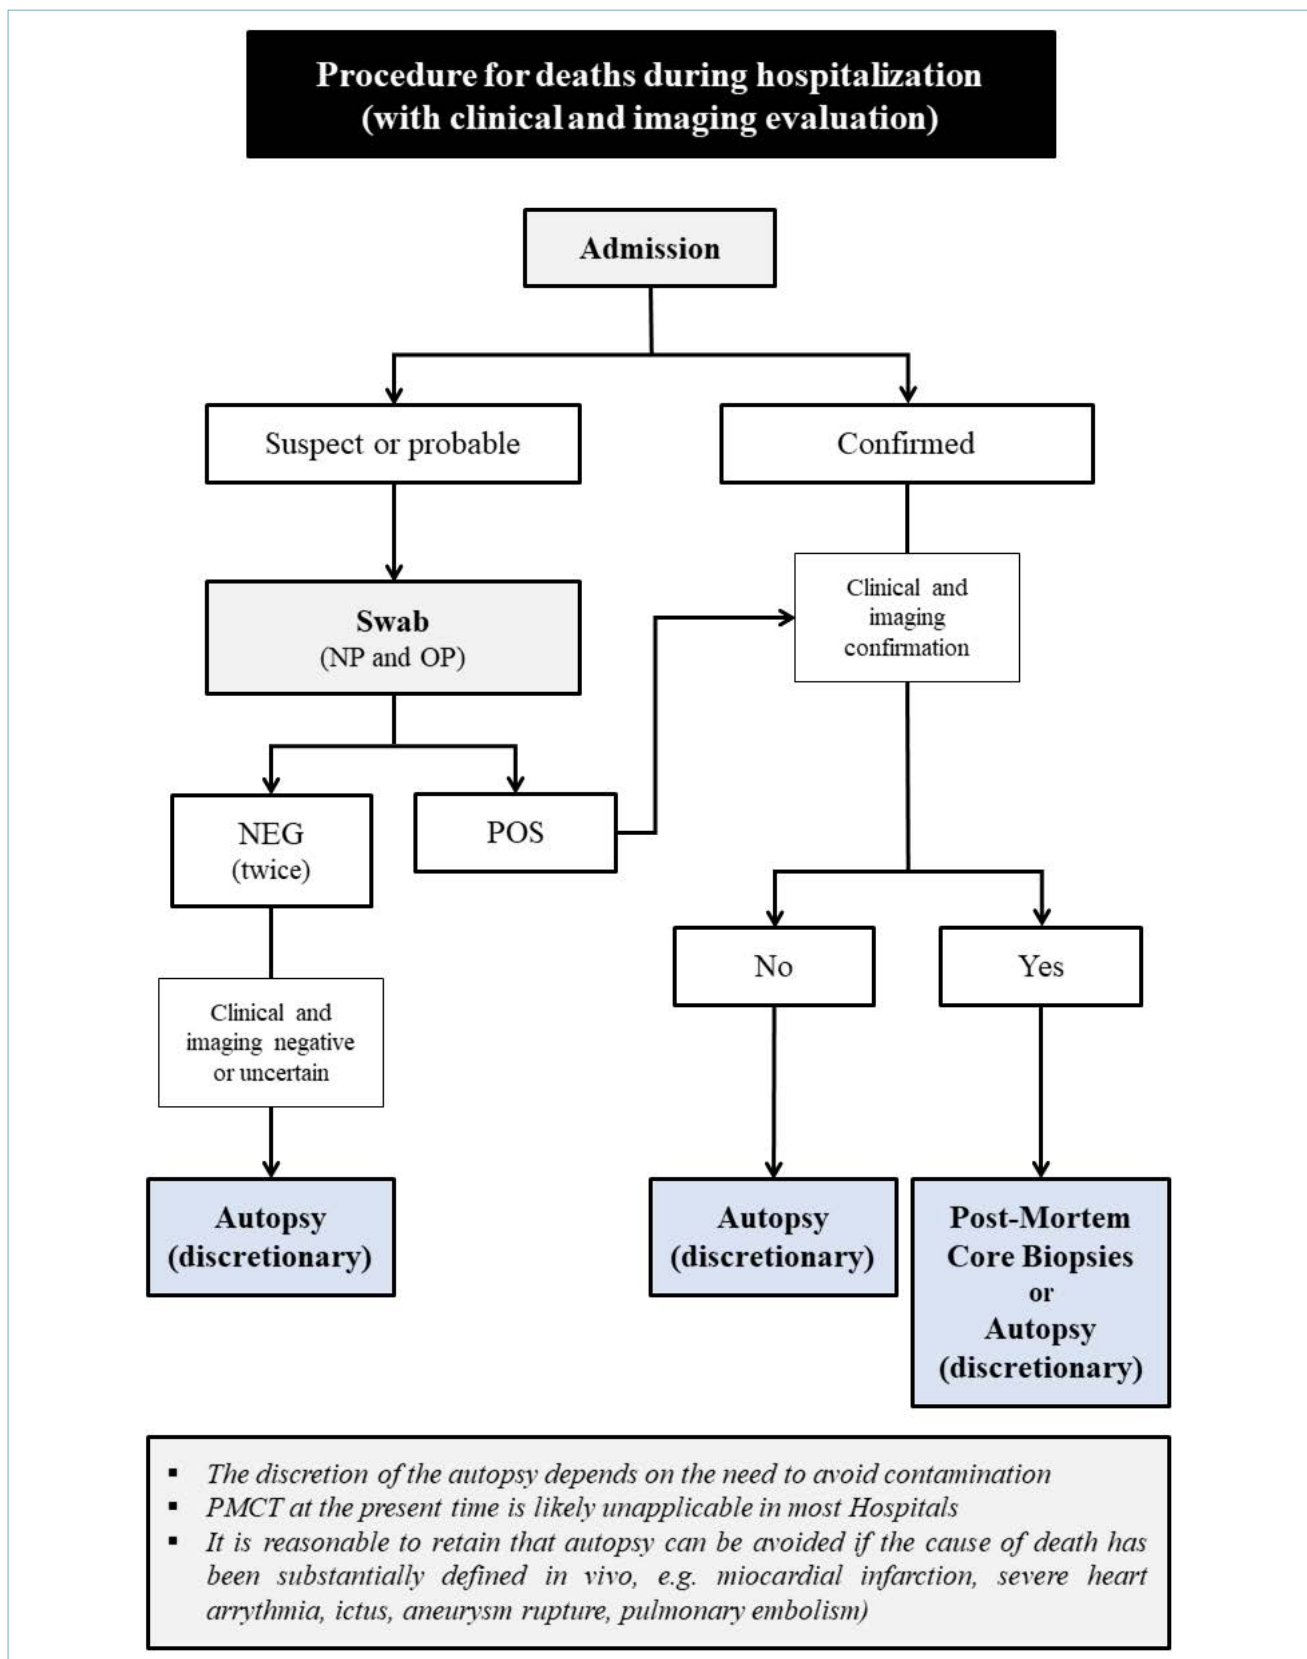 Procedure for deaths during hospitalization
(with clinical and imaging evaluation)
Admission
Suspect or probable
Confirmed
Swab
(NP and OP)
Clinical and
imaging
confirmation
NEG
(twice)
POS
No
Yes
Clinical and
imaging negative
or uncertain
Autopsy
(discretionary)
Autopsy
(discretionary)
Post-Mortem
Core Biopsies
or
Autopsy
(discretionary)
▪ The discretion of the autopsy depends on the need to avoid contamination
▪ PMCT at the present time is likely unapplicable in most Hospitals
▪ It is reasonable to retain that autopsy can be avoided if the cause of death has
been substantially defined in vivo, e.g. miocardial infarction, severe heart
arrythmia, ictus, aneurysm rupture, pulmonary embolism)